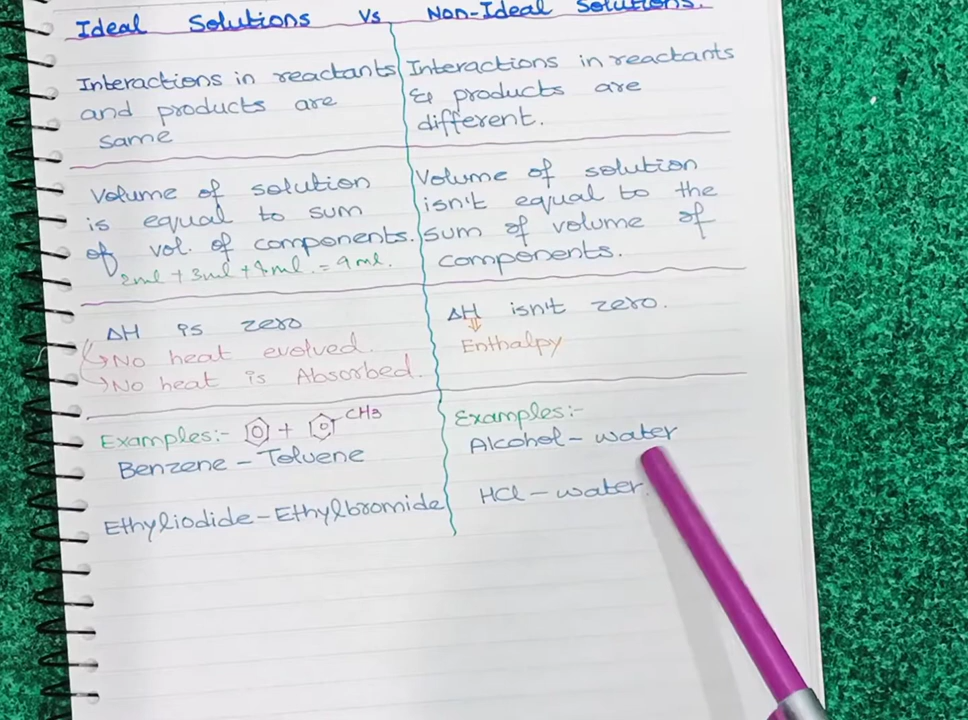 Ideal Solutions Vs Non-Ideal Solutions.
Interactions in reactants
and products are
same
Interactions in reactants
& products are
different.
Volume of solution
is equal to sum
of vol. of components.
2ml + 3ml + 4ml = 9ml.
Volume of solution
isn't equal to the
sum of volume of
components.
ΔH is zero
No heat evolved.
No heat is Absorbed.
ΔH isn't zero.
Enthalpy
Examples:- + CH3
Benzene - Toluene
Ethyliodide - Ethylbromide
Examples:-
Alcohol - water
HCl - water.